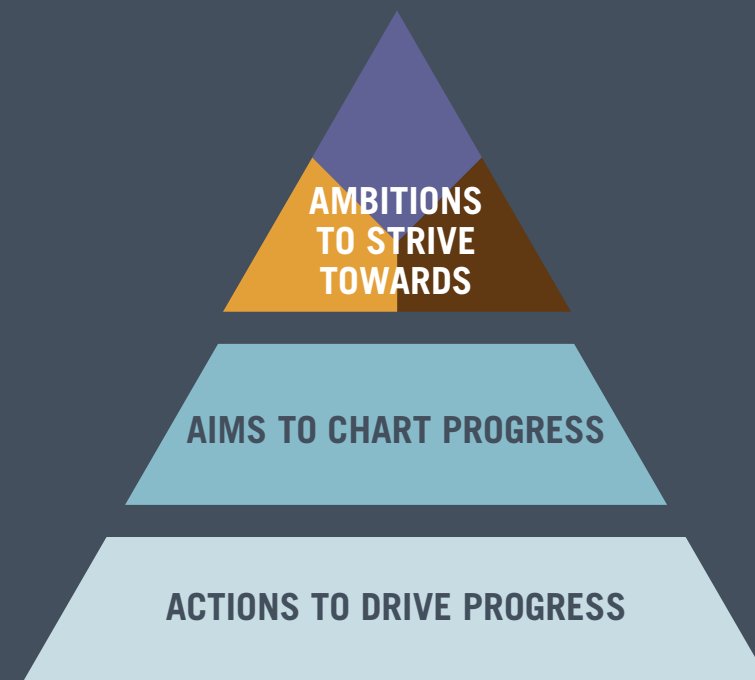 AMBITIONS
TO STRIVE
TOWARDS
AIMS TO CHART PROGRESS
ACTIONS TO DRIVE PROGRESS